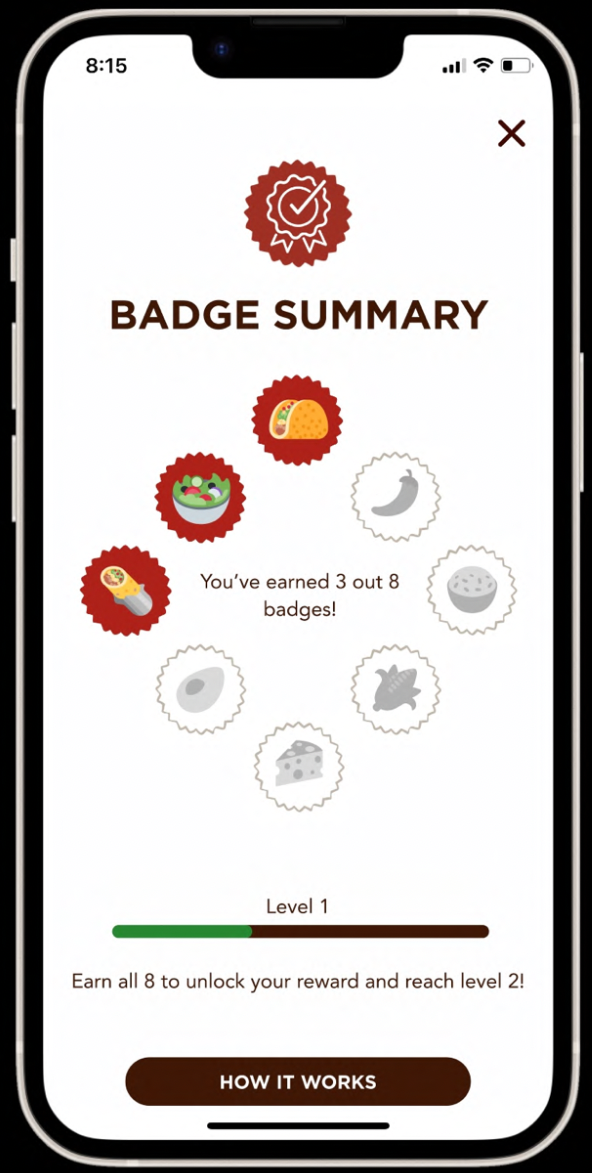 8:15
BADGE SUMMARY
You've earned 3 out 8
badges!
Level 1
Earn all 8 to unlock your reward and reach level 2!
HOW IT WORKS